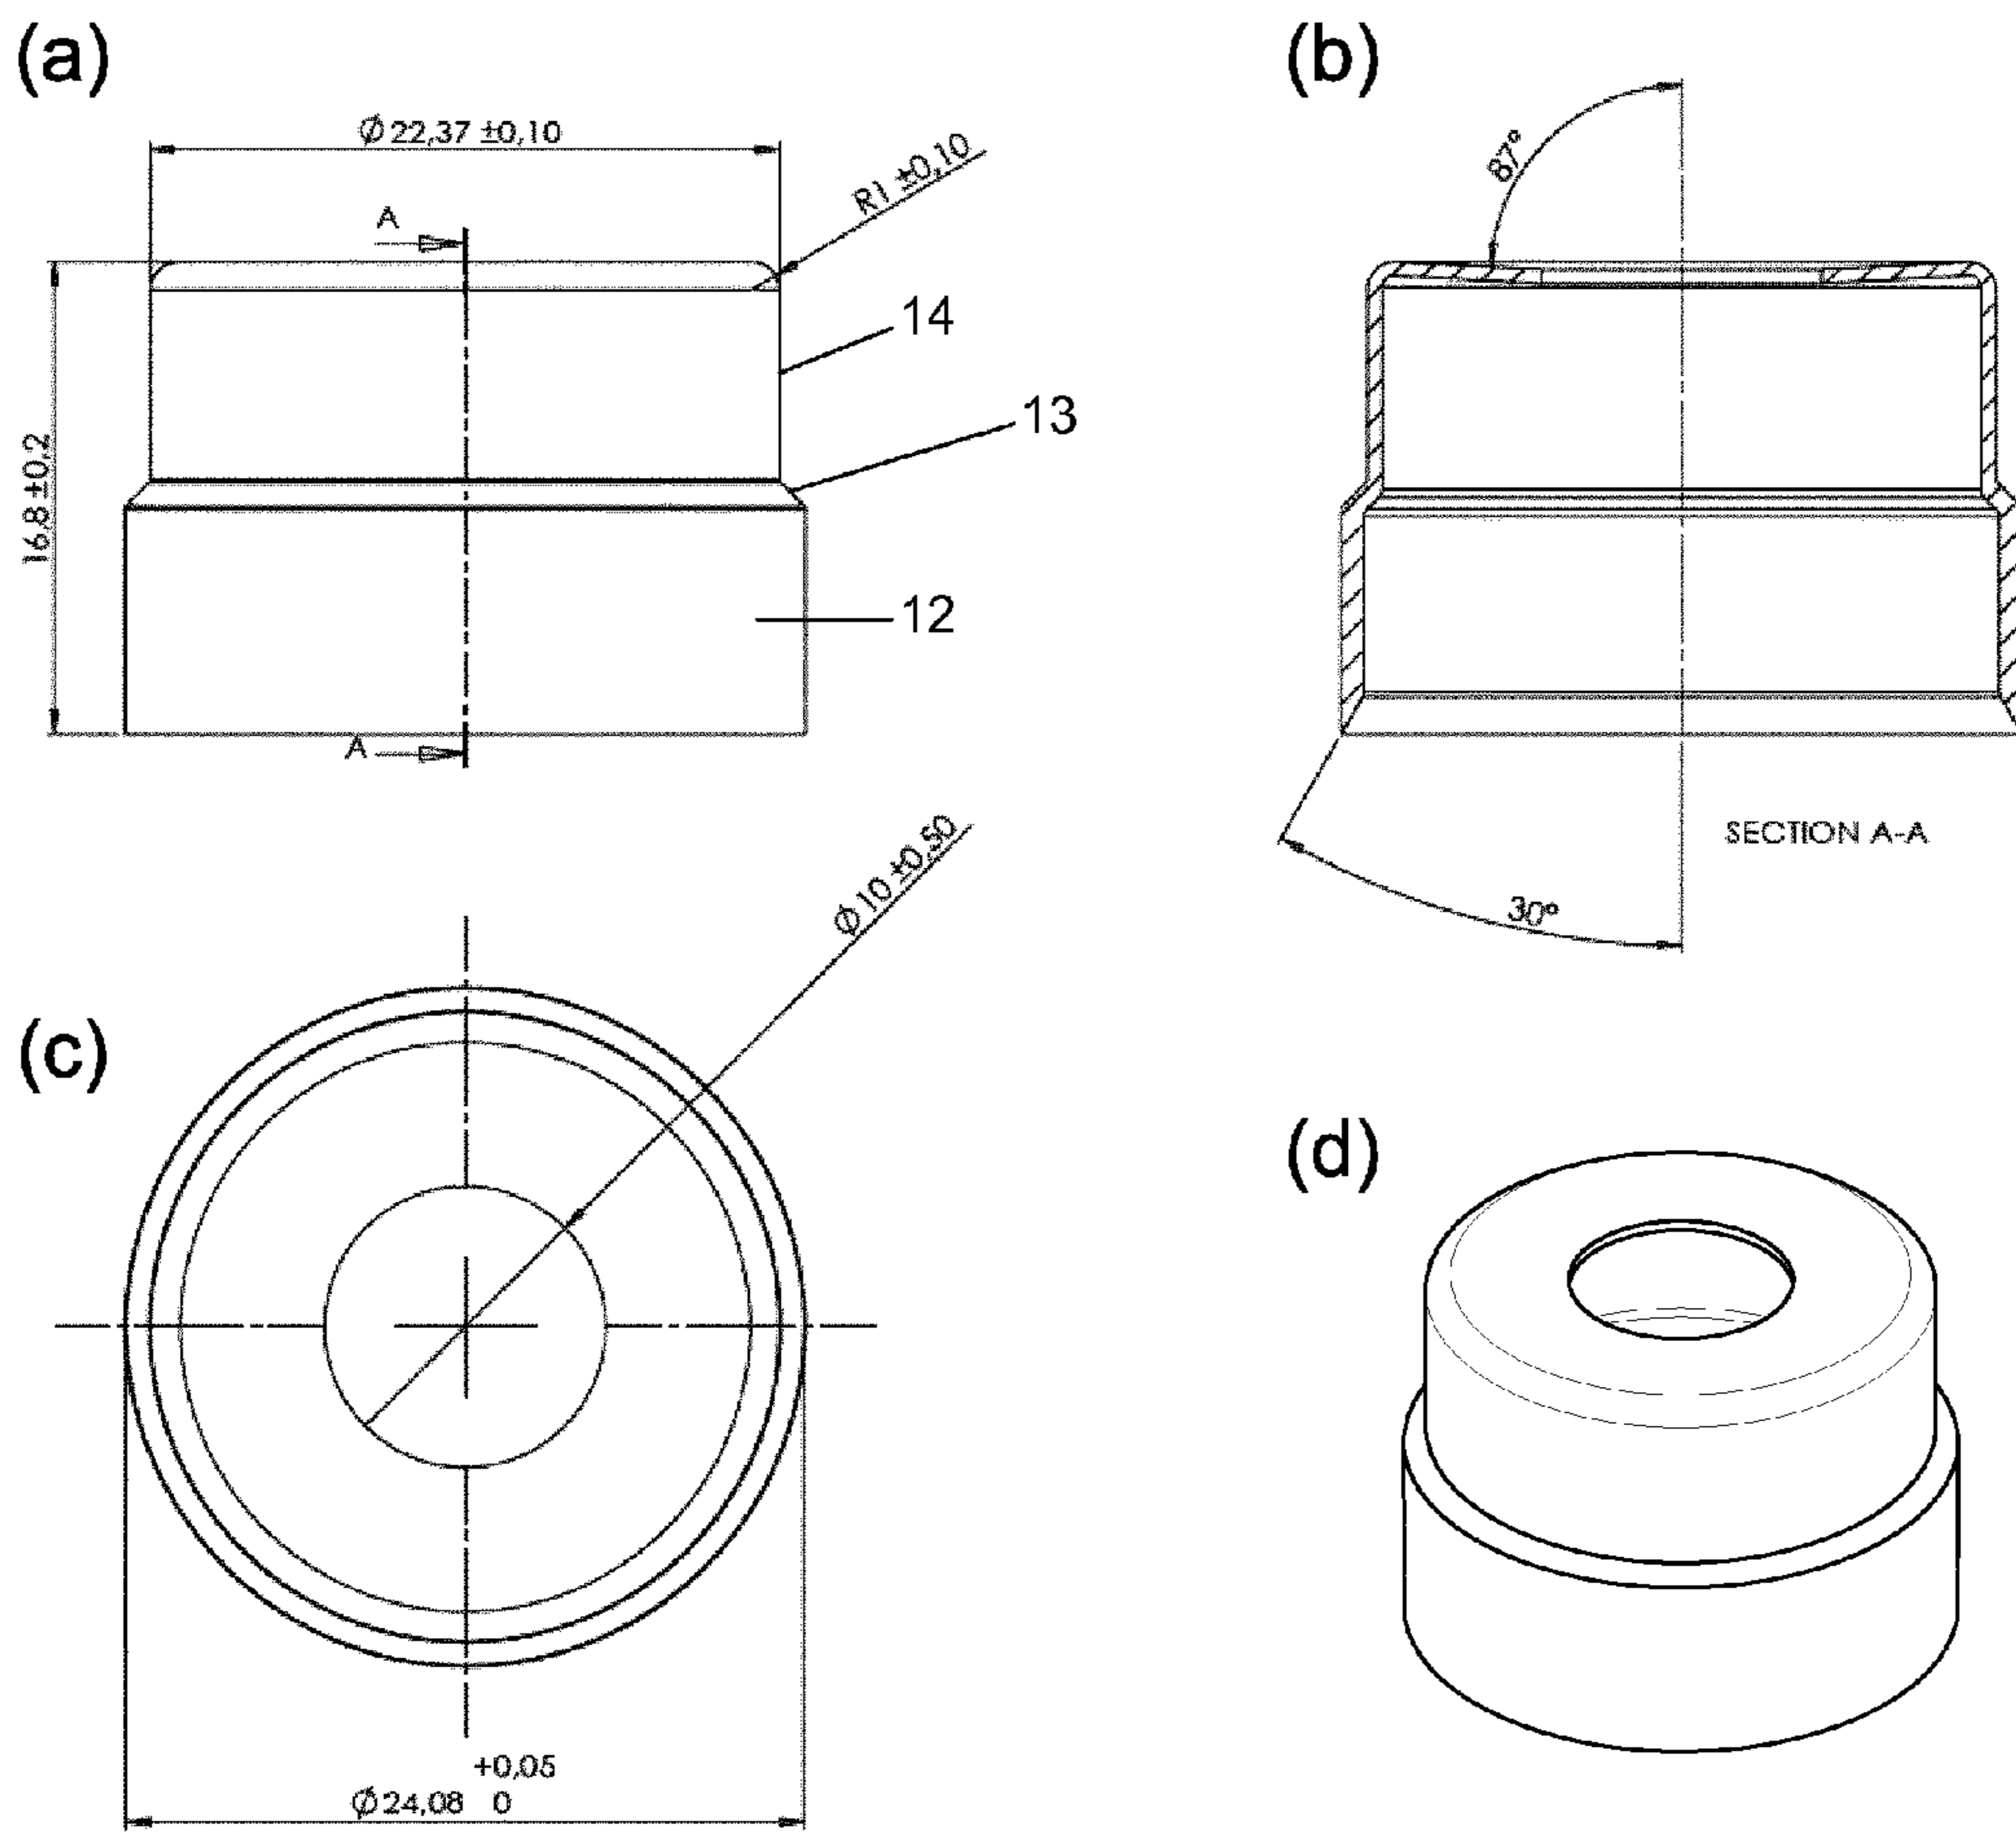 (a)
(b)
Ø22,37 ±0,10
R1 ±0,10
87°
A
14
13
16,8 ±0,2
12
A
SECTION A-A
30°
Ø10 ±0,50
(c)
(d)
+0,05
Ø24,08 0